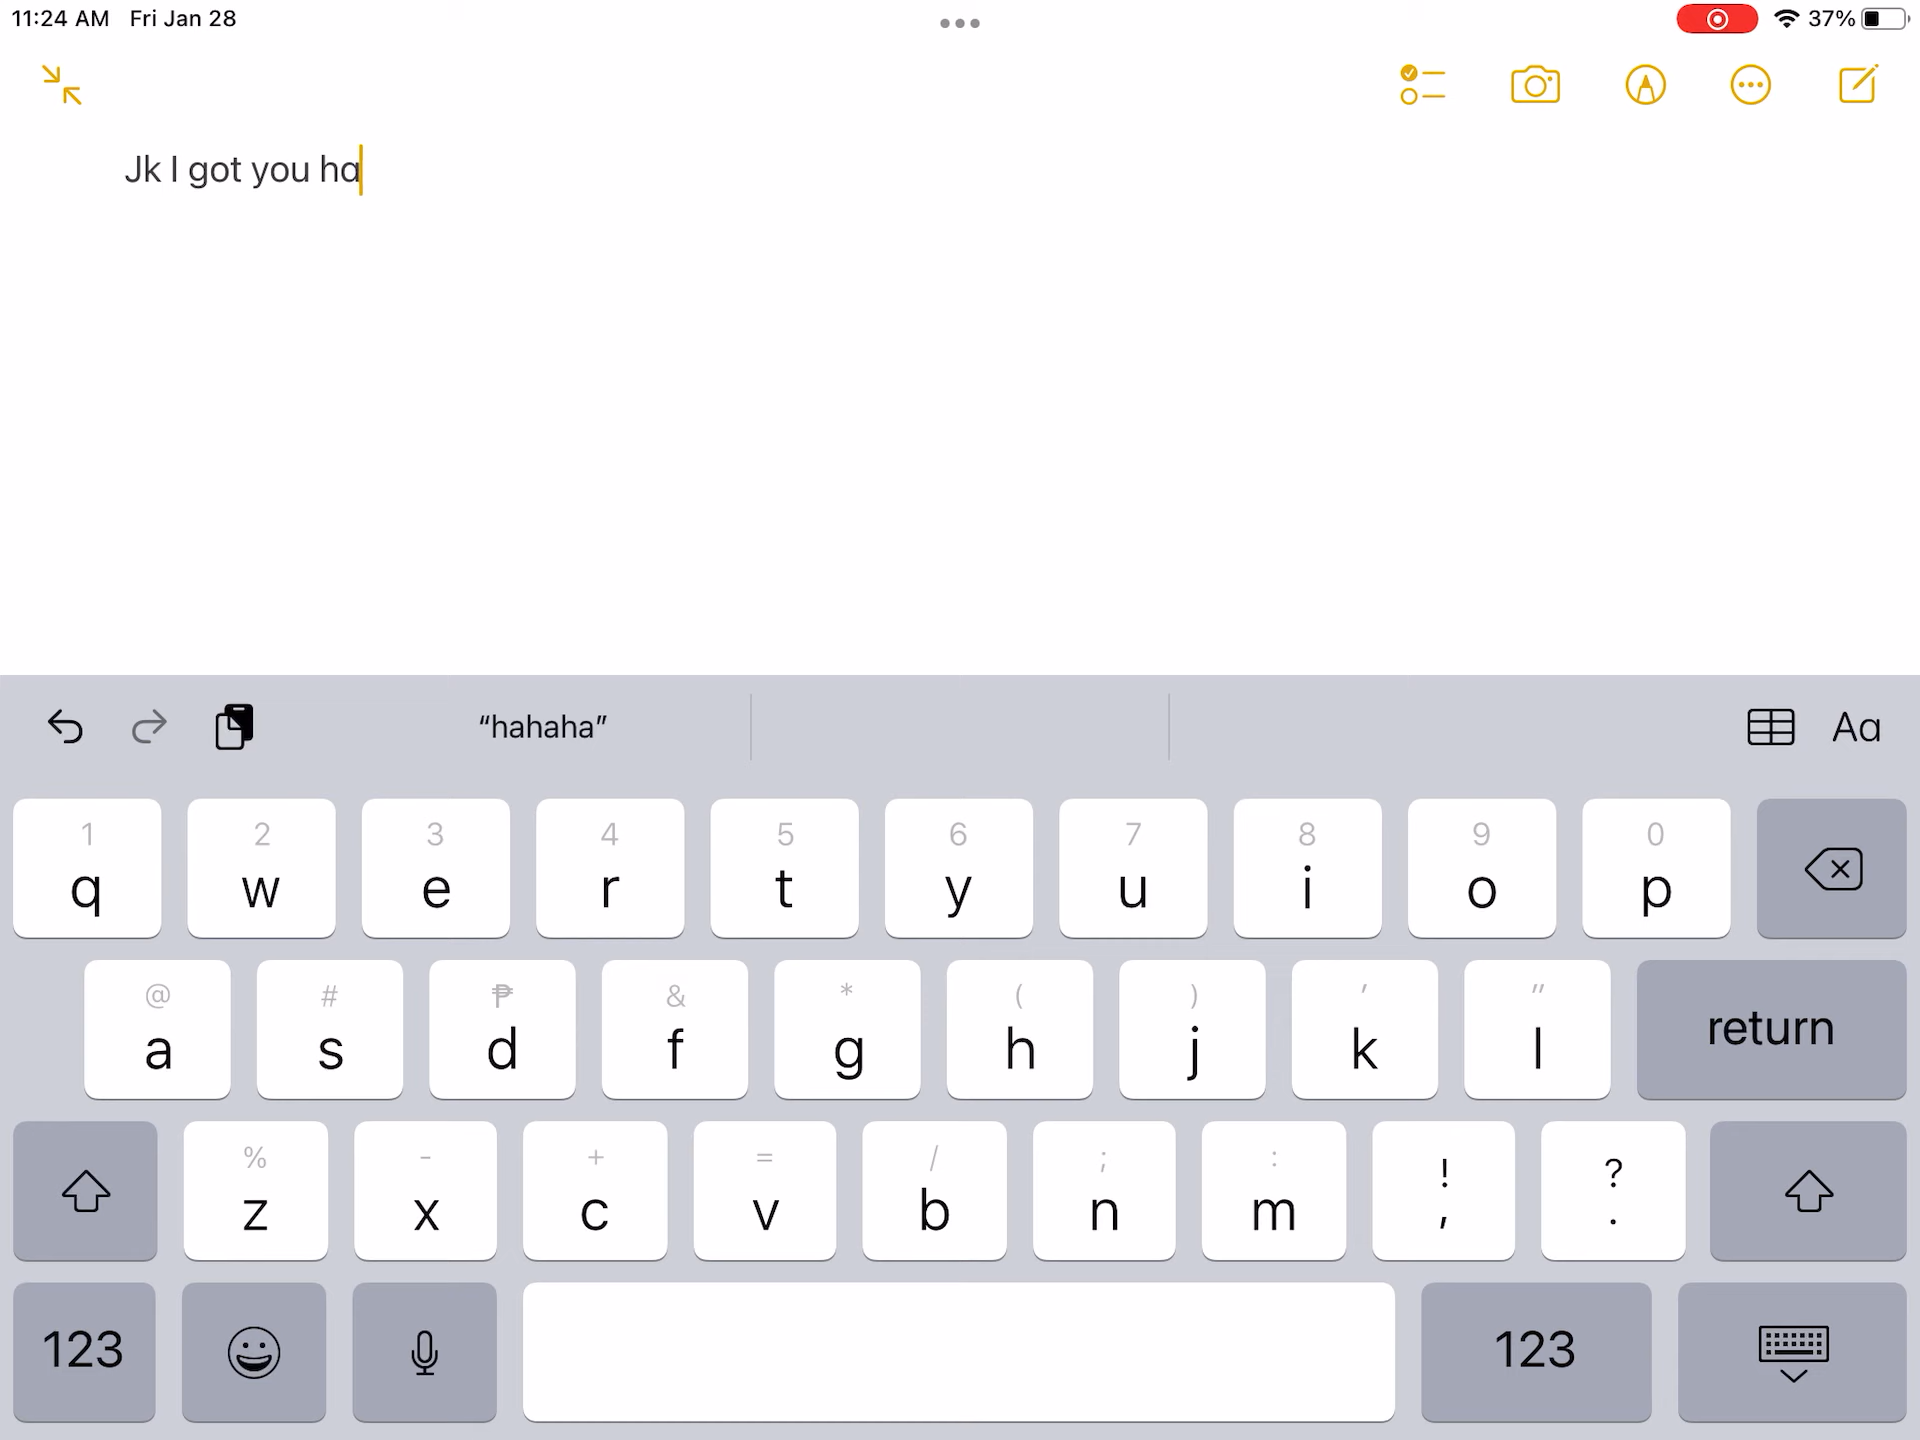 11:24 AM Fri Jan 28 37%
Jk I got you ha
“hahaha” Aa
1 2 3 4 5 6 7 8 9 0
q w e r t y u i o p
@ # ₱ & * ( ) ' "
a s d f g h j k l return
% - + = / ; : ! ?
z x c v b n m , .
123 123